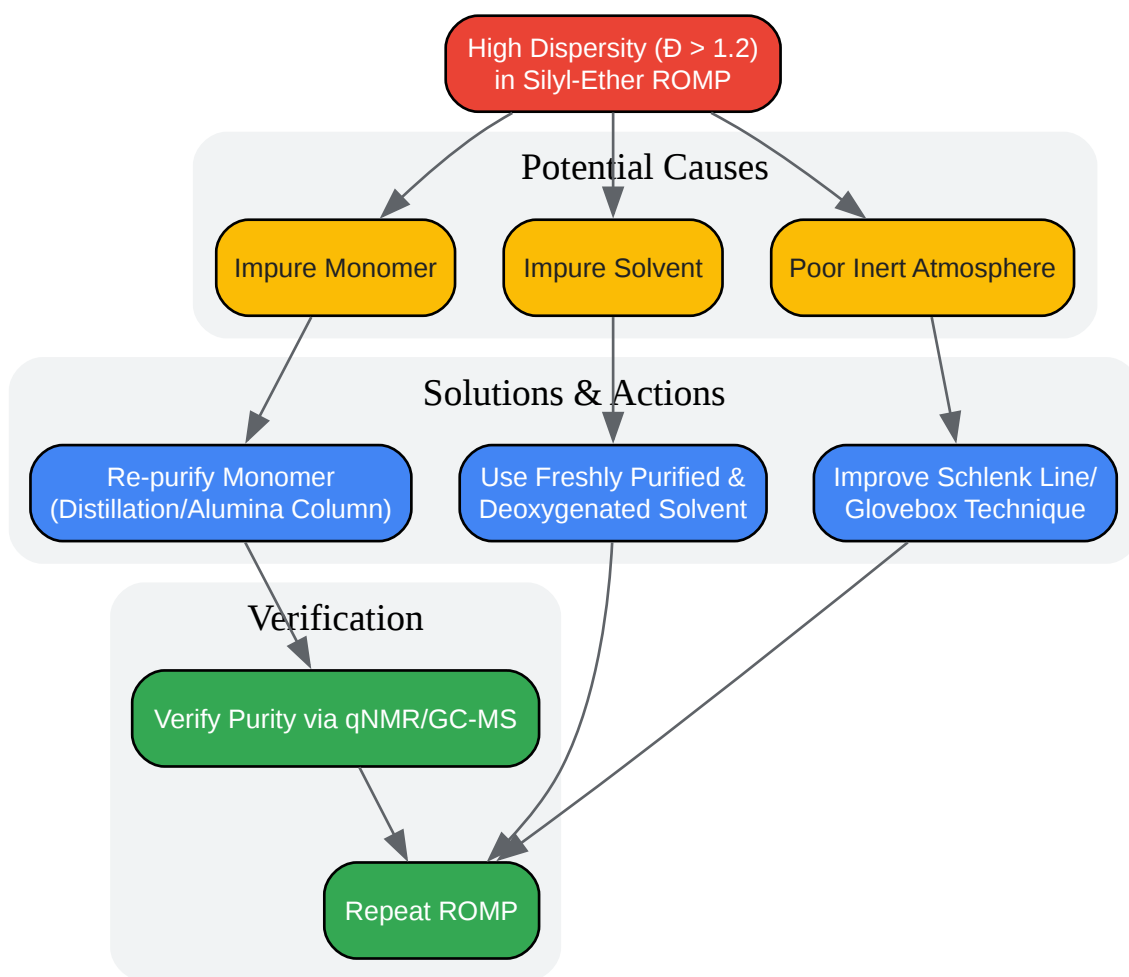 High Dispersity (Đ > 1.2)
in Silyl-Ether ROMP
Potential Causes
Impure Monomer
Impure Solvent
Poor Inert Atmosphere
Solutions & Actions
Re-purify Monomer
(Distillation/Alumina Column)
Use Freshly Purified &
Deoxygenated Solvent
Improve Schlenk Line/
Glovebox Technique
Verification
Verify Purity via qNMR/GC-MS
Repeat ROMP